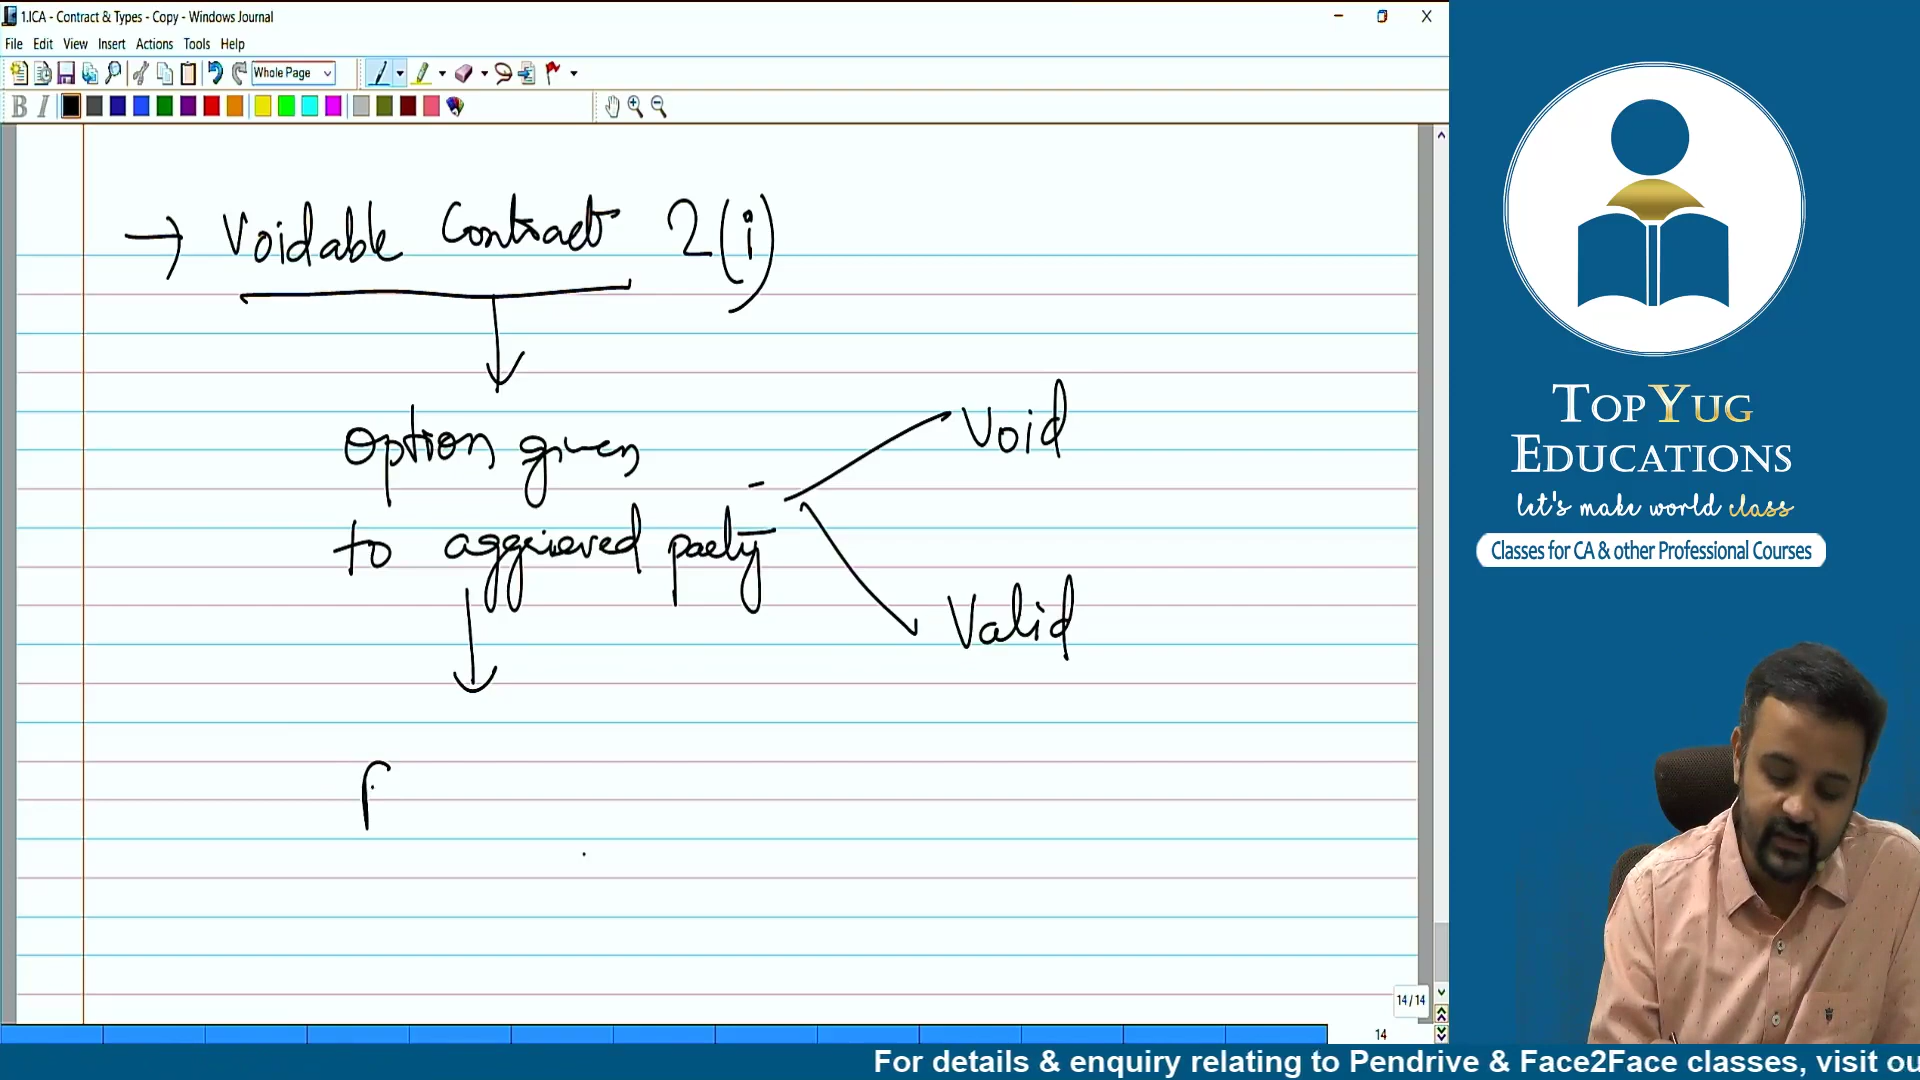 1.ICA - Contract & Types - Copy - Windows Journal
File Edit View Insert Actions Tools Help
Whole Page
B I
→ Voidable Contract 2(i)
option given
to aggrieved party
Void
Valid
14/14
14
TOPYUG
EDUCATIONS
let's make world class
Classes for CA & other Professional Courses
For details & enquiry relating to Pendrive & Face2Face classes, visit ou